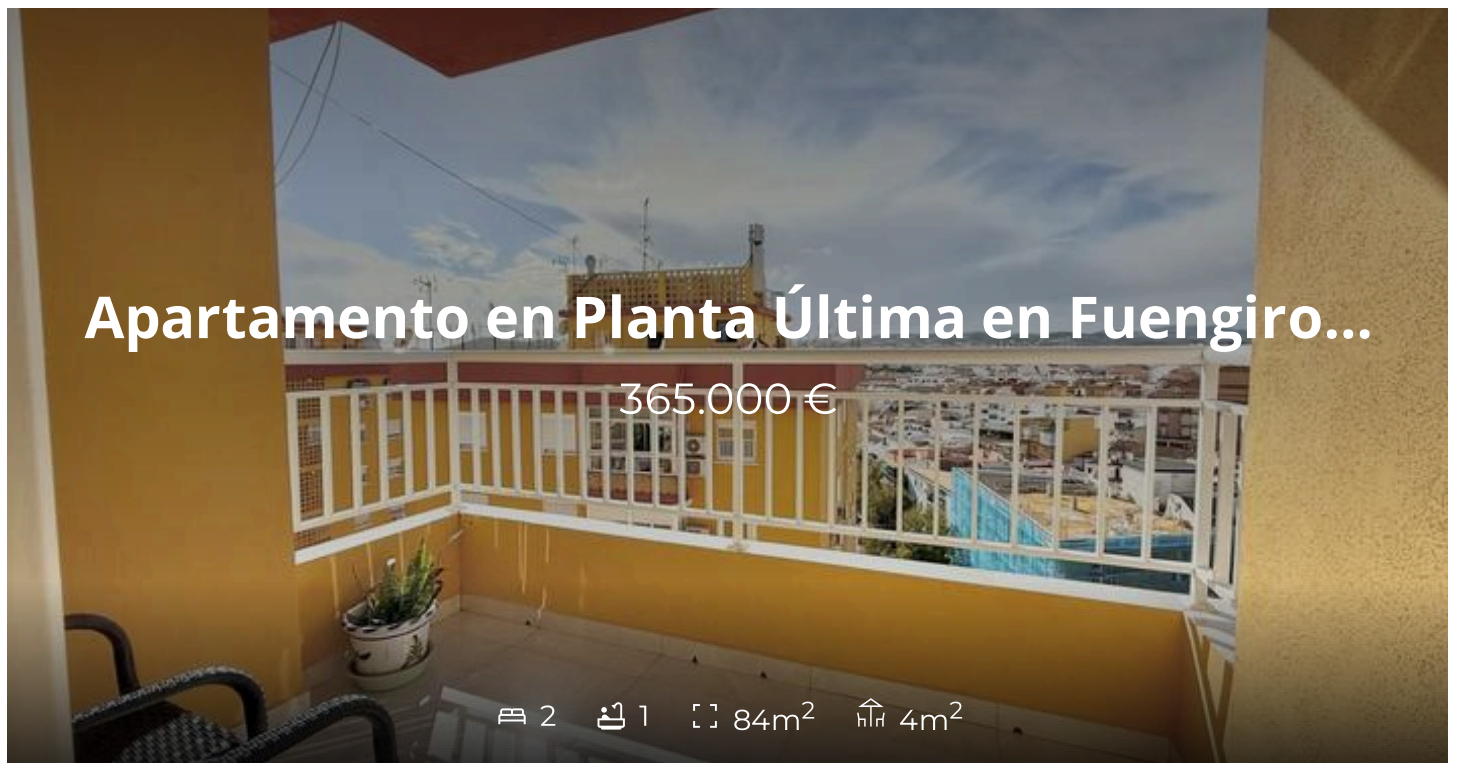 Apartamento en Planta Última en Fuengiro...
365.000 €
2 1 84m² 4m²